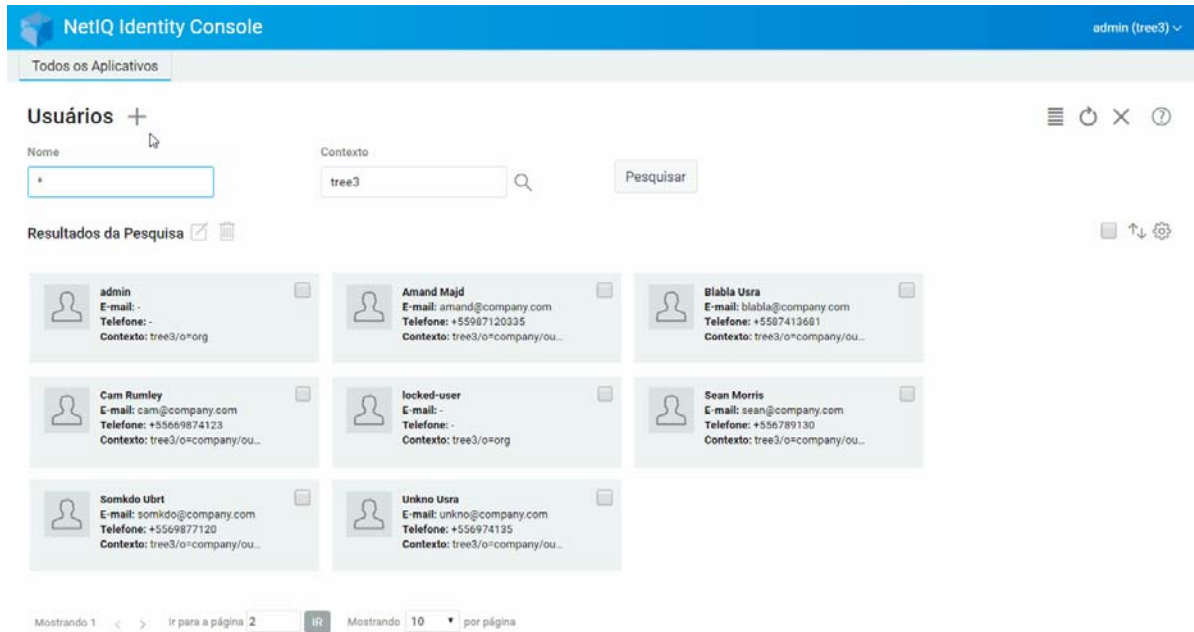 NetIQ Identity Console
admin (tree3)
Todos os Aplicativos
Usuários
Nome
Contexto
*
tree3
Pesquisar
Resultados da Pesquisa
admin
E-mail: -
Telefone: -
Contexto: tree3/o=org
Amand Majd
E-mail: amand@company.com
Telefone: +55987120335
Contexto: tree3/o=company/ou...
Blabla Usra
E-mail: blabla@company.com
Telefone: +5587413681
Contexto: tree3/o=company/ou...
Cam Rumley
E-mail: cam@company.com
Telefone: +55669874123
Contexto: tree3/o=company/ou...
locked-user
E-mail: -
Telefone: -
Contexto: tree3/o=org
Sean Morris
E-mail: sean@company.com
Telefone: +556789130
Contexto: tree3/o=company/ou...
Somkdo Ubrt
E-mail: somkdo@company.com
Telefone: +5569877120
Contexto: tree3/o=company/ou...
Unkno Usra
E-mail: unkno@company.com
Telefone: +556974135
Contexto: tree3/o=company/ou...
Mostrando 1 < > Ir para a página 2 IR Mostrando 10 por página